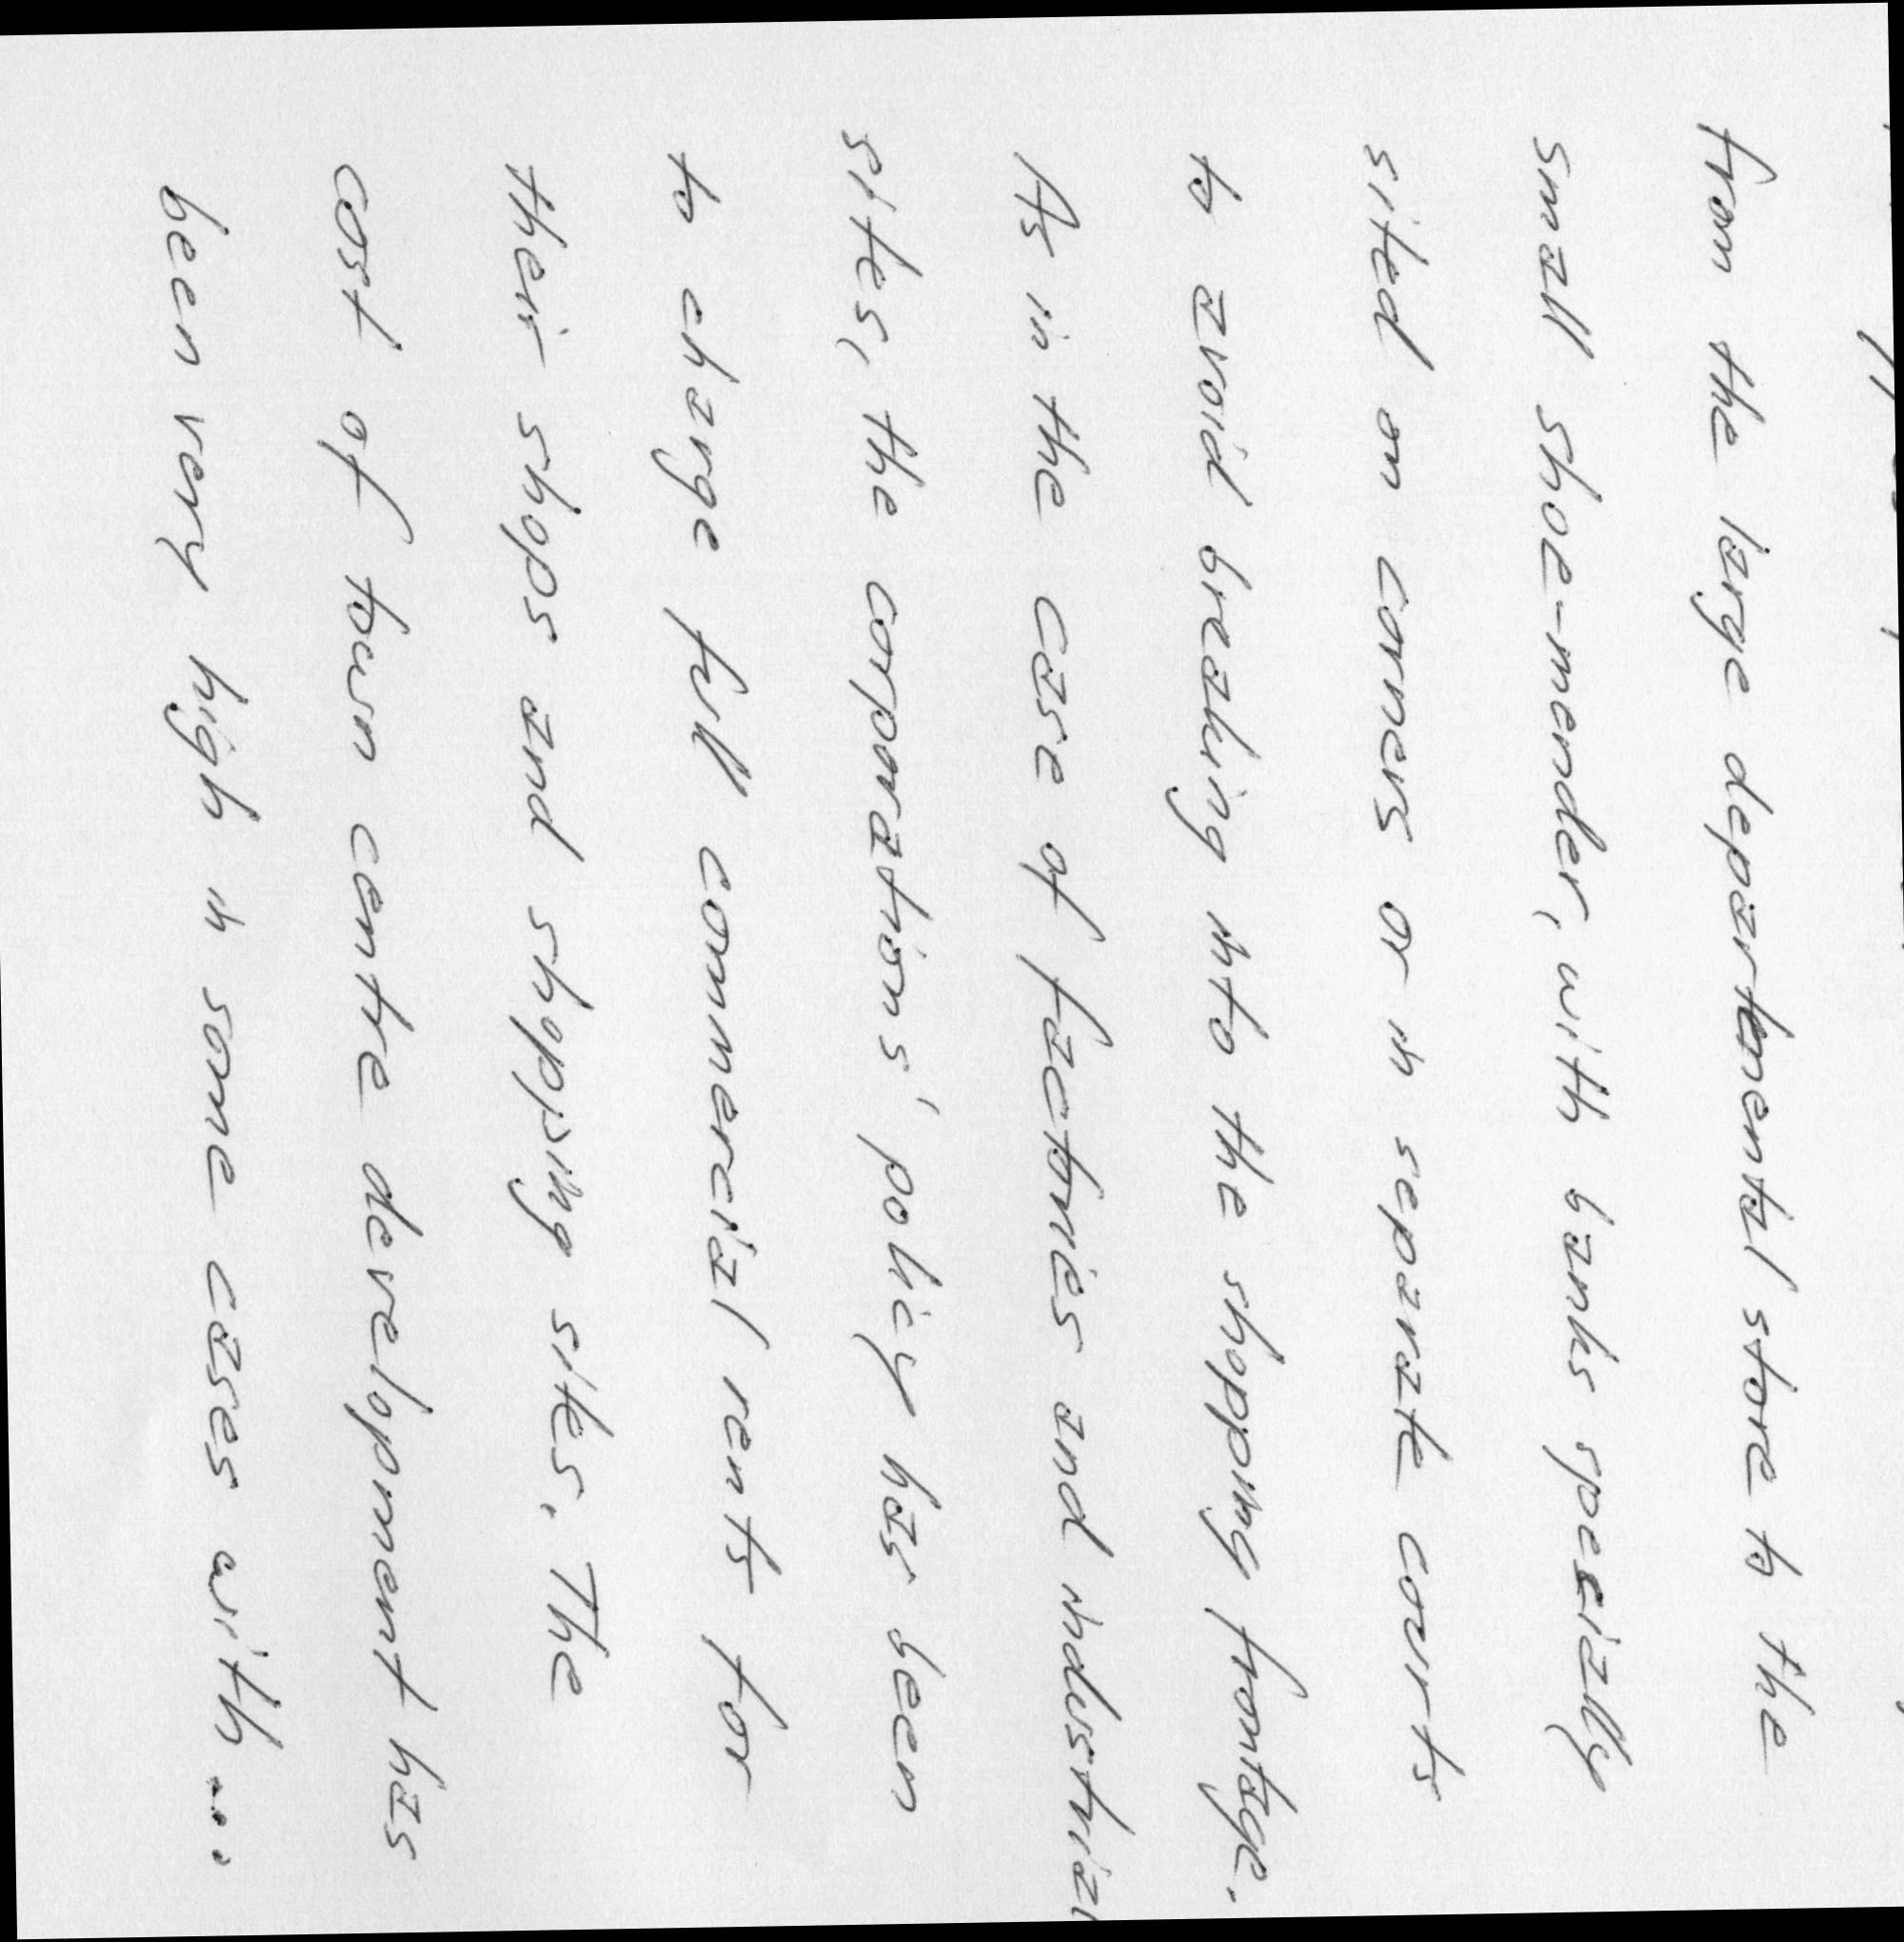 from the large departmental store to the
small shoe-mender, with banks specially
sited on corners or in separate courts
to avoid breaking into the shopping frontage.
As in the case of factories and industrial
sites, the corporations' policy has been
to charge full commercial rents for
their shops and shopping sites. The
cost of town centre development has
been very high in some cases with ....